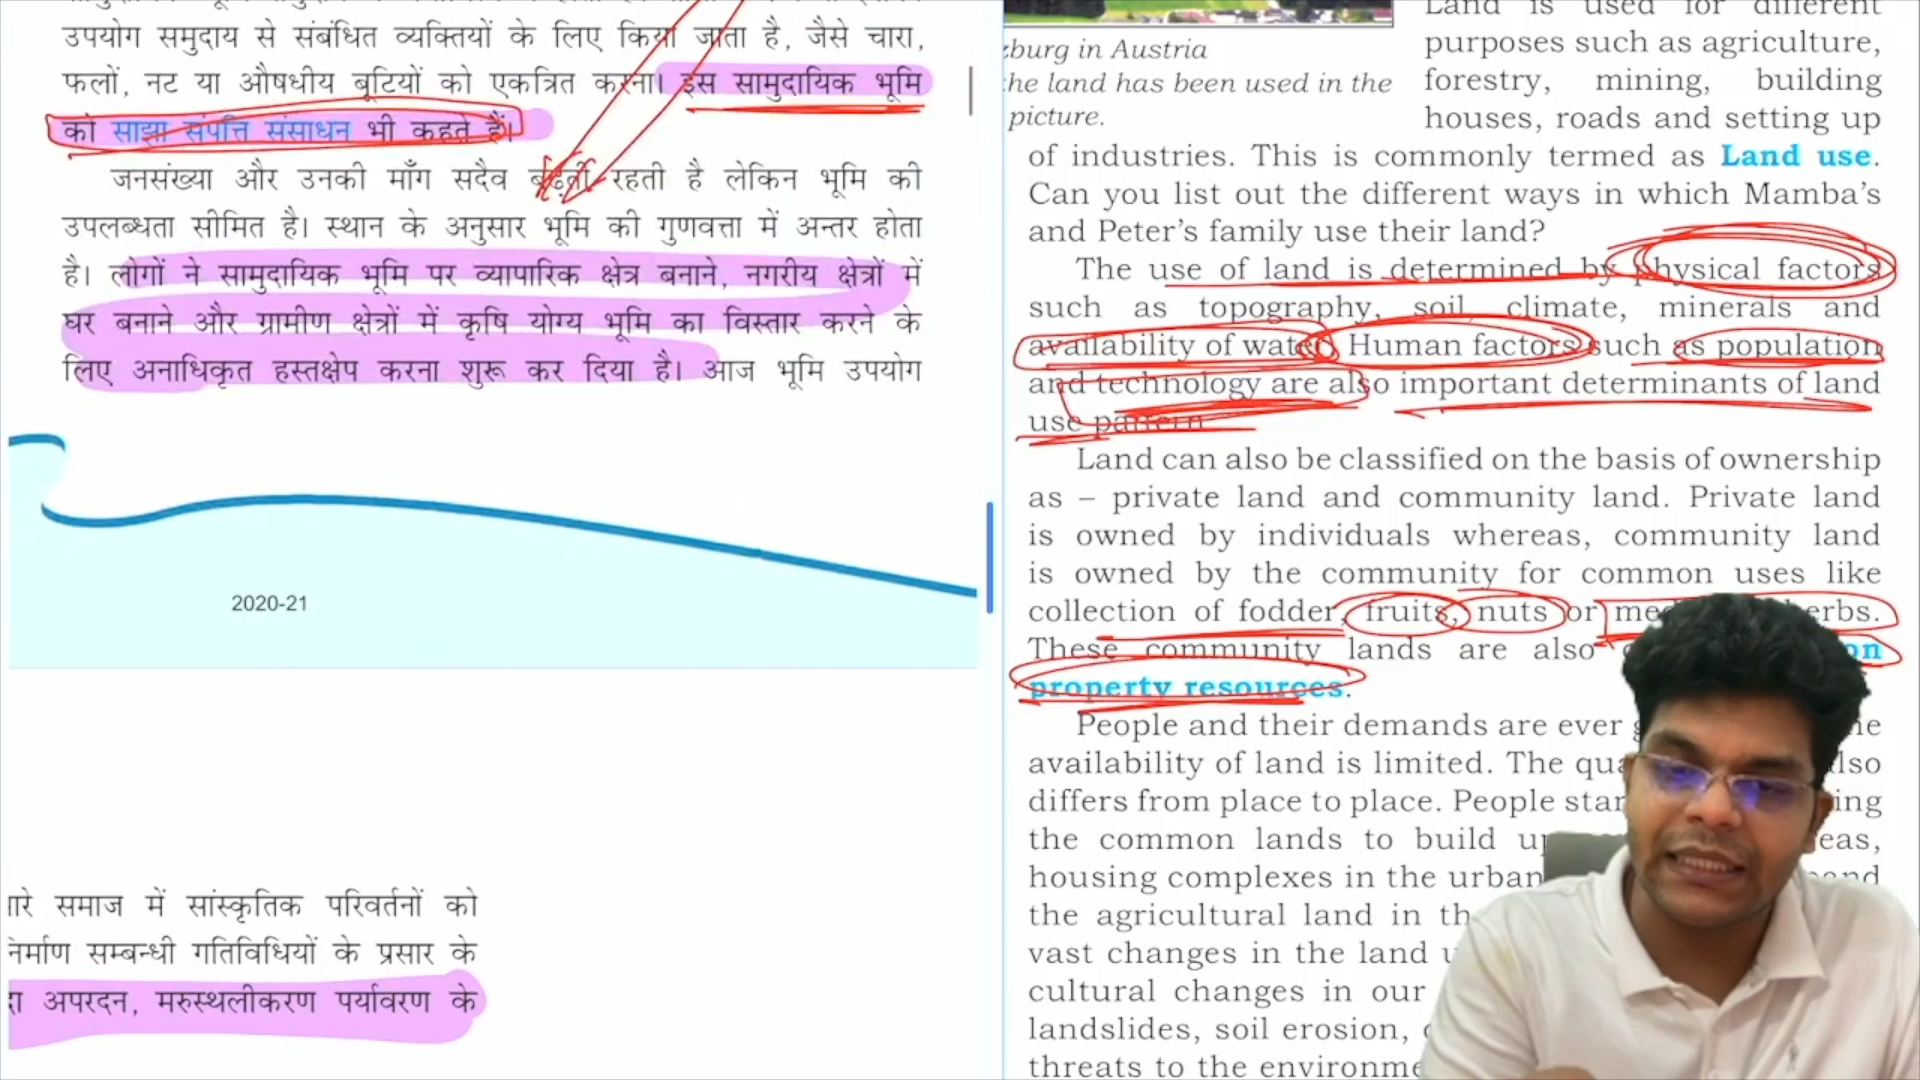 उपयोग समुदाय से संबंधित व्यक्तियों के लिए किया जाता है, जैसे चारा,
फलों, नट या औषधीय बूटियों को एकत्रित करना। इस सामुदायिक भूमि
को साझा संपत्ति संसाधन भी कहते हैं।
जनसंख्या और उनकी माँग सदैव बढ़ती रहती है लेकिन भूमि की
उपलब्धता सीमित है। स्थान के अनुसार भूमि की गुणवत्ता में अन्तर होता
है। लोगों ने सामुदायिक भूमि पर व्यापारिक क्षेत्र बनाने, नगरीय क्षेत्रों में
घर बनाने और ग्रामीण क्षेत्रों में कृषि योग्य भूमि का विस्तार करने के
लिए अनाधिकृत हस्तक्षेप करना शुरू कर दिया है। आज भूमि उपयोग
2020-21
समाज में सांस्कृतिक परिवर्तनों को
सम्बन्धी गतिविधियों के प्रसार के
अपरदन, मरुस्थलीकरण पर्यावरण के
in Austria
the land has been used in the
picture.
Land is used for different
purposes such as agriculture,
forestry, mining, building
houses, roads and setting up
of industries. This is commonly termed as Land use.
Can you list out the different ways in which Mamba's
and Peter's family use their land?
The use of land is determined by physical factors
such as topography, soil, climate, minerals and
availability of water. Human factors such as population
and technology are also important determinants of land
use pattern.
Land can also be classified on the basis of ownership
as – private land and community land. Private land
is owned by individuals whereas, community land
is owned by the community for common uses like
collection of fodder, fruits, nuts or herbs.
These community lands are also
property resources.
People and their demands are ever
availability of land is limited. The
differs from place to place. People
the common lands to build
housing complexes in the urban
the agricultural land in
vast changes in the land
cultural changes in our
landslides, soil erosion,
threats to the